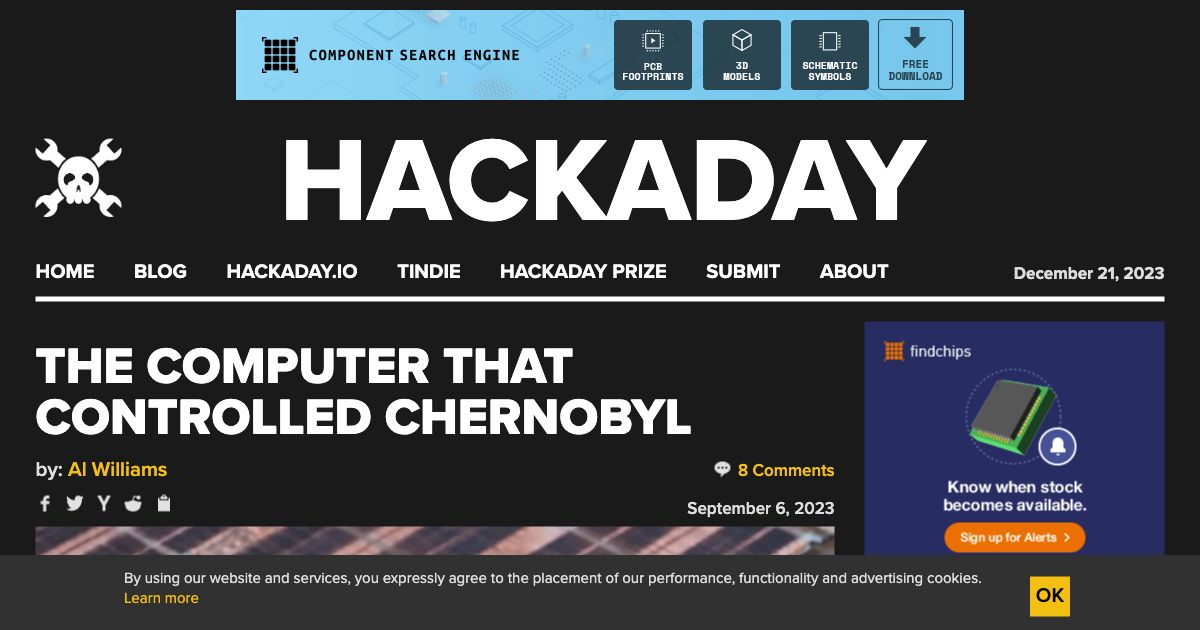 COMPONENT SEARCH ENGINE
PCB
FOOTPRINTS
3D
MODELS
SCHEMATIC
SYMBOLS
FREE
DOWNLOAD
HACKADAY
HOME BLOG HACKADAY.IO TINDIE HACKADAY PRIZE SUBMIT ABOUT December 21, 2023
THE COMPUTER THAT
CONTROLLED CHERNOBYL
by: Al Williams
8 Comments
September 6, 2023
findchips
Know when stock
becomes available.
Sign up for Alerts >
By using our website and services, you expressly agree to the placement of our performance, functionality and advertising cookies.
Learn more
OK